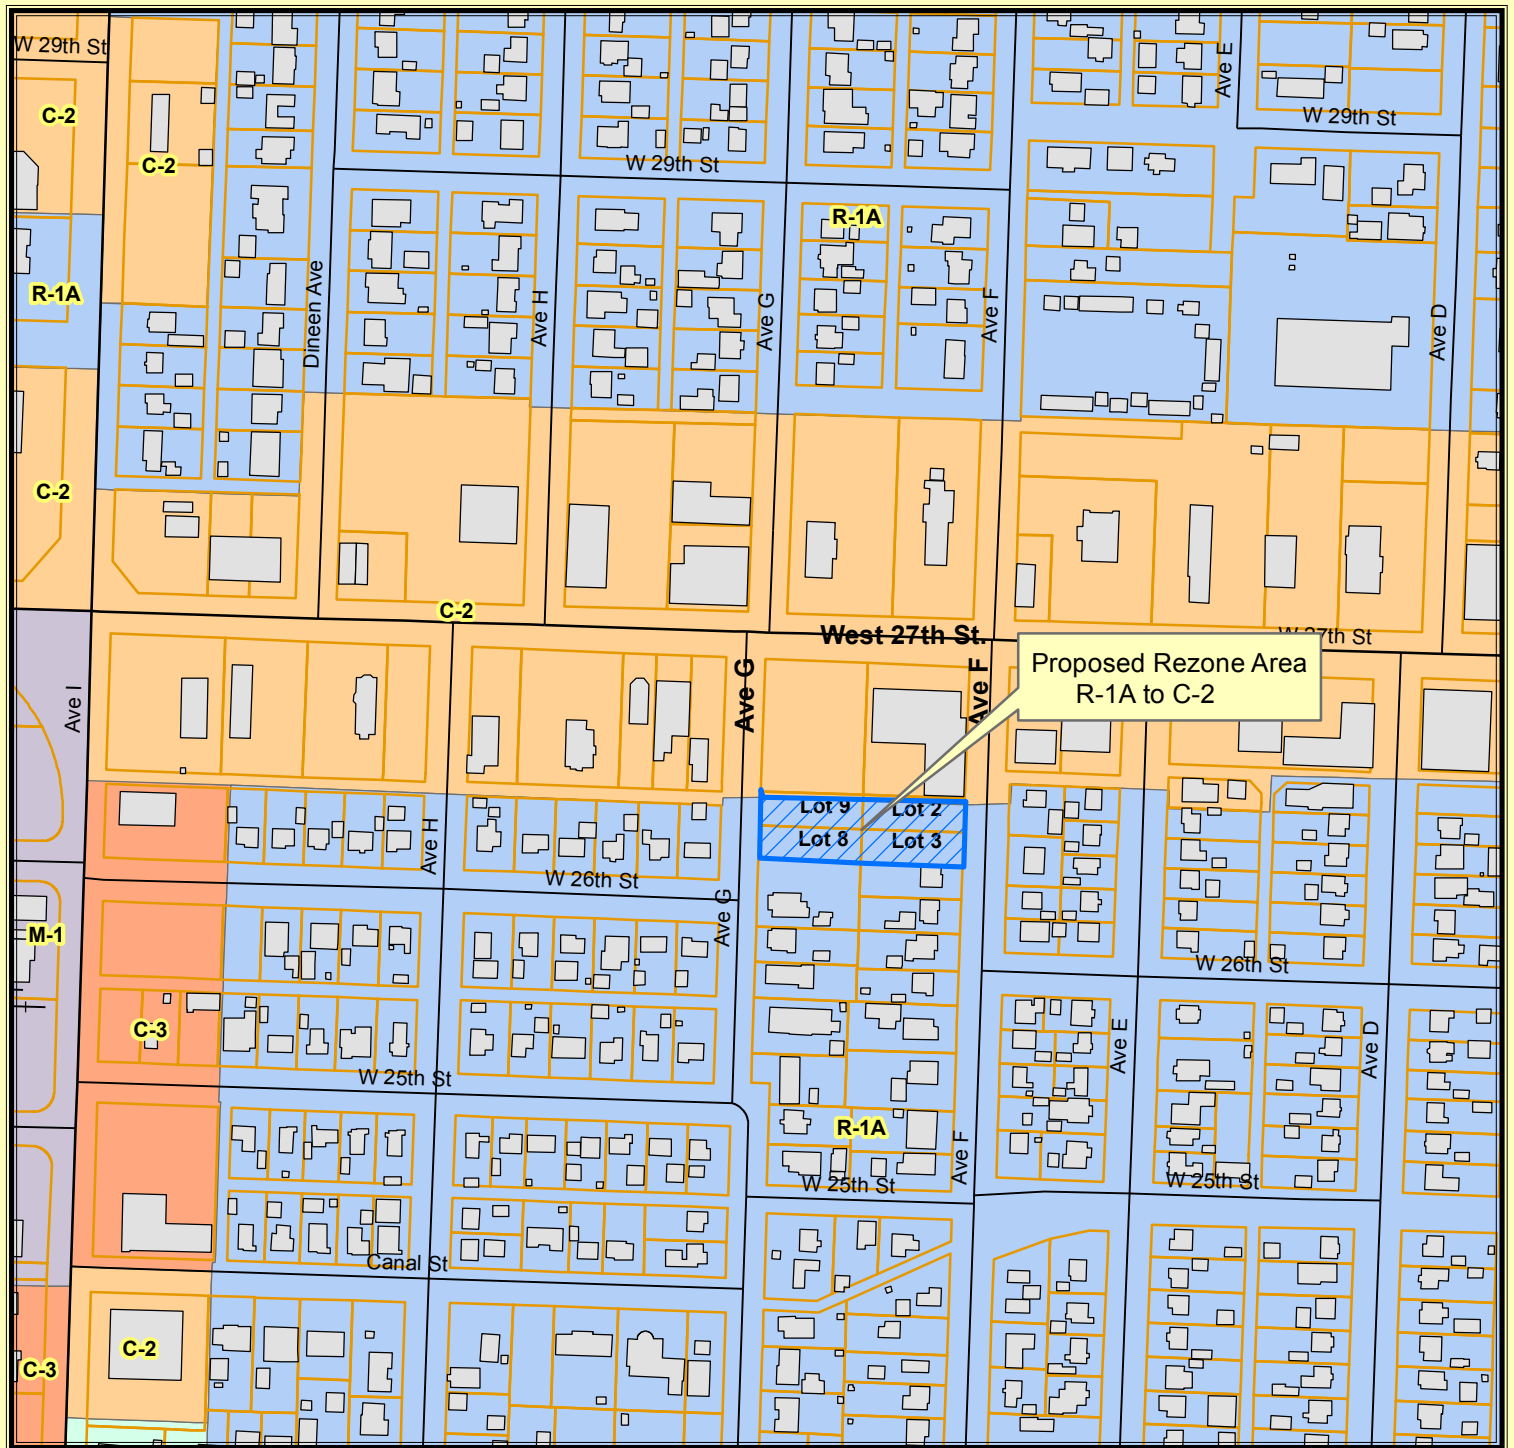 W 29th St
Ave E
C-2
W 29th St
C-2
W 29th St
R-1A
R-1A
Dineen Ave
Ave H
Ave G
Ave F
Ave D
C-2
C-2
West 27th St.
W 27th St
Proposed Rezone Area
R-1A to C-2
Ave I
Ave G
Ave F
Lot 9
Lot 2
Lot 8
Lot 3
Ave H
W 26th St
Ave G
M-1
W 26th St
C-3
Ave E
Ave D
W 25th St
R-1A
Ave F
W 25th St
W 25th St
Canal St
C-2
C-3